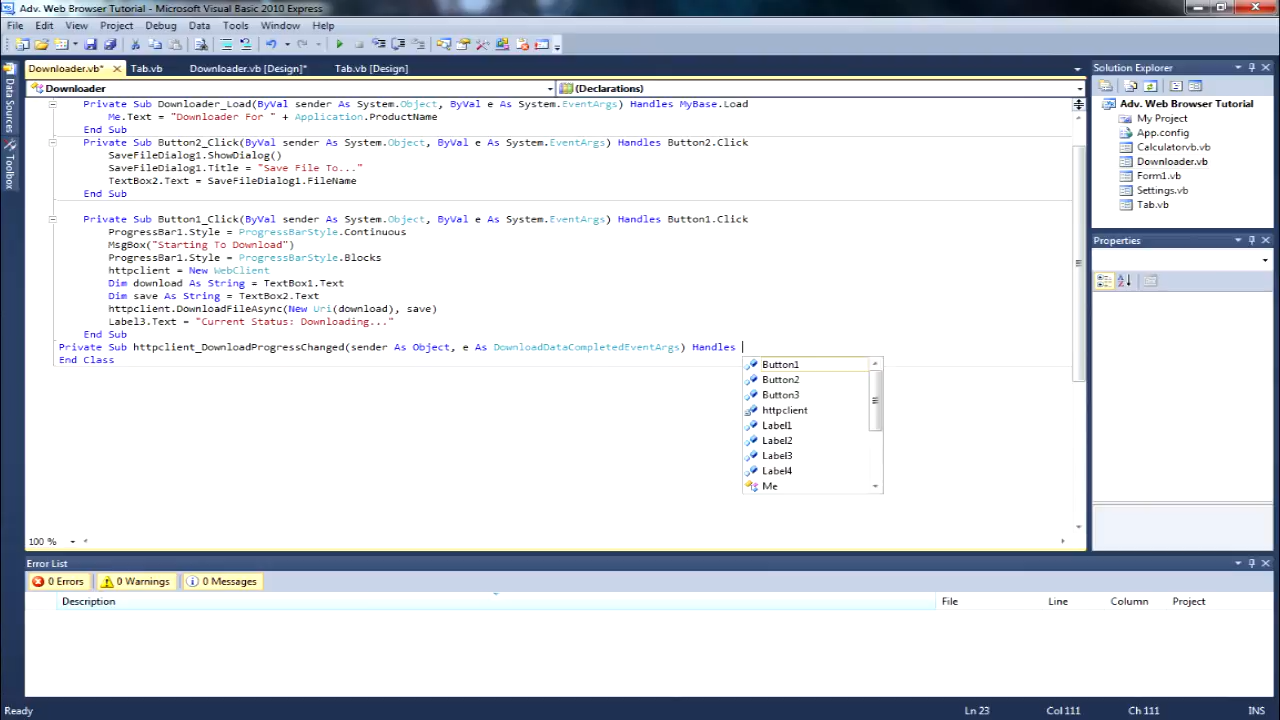 Adv. Web Browser Tutorial - Microsoft Visual Basic 2010 Express
File Edit View Project Debug Data Tools Window Help
Downloader.vb* Tab.vb Downloader.vb [Design]* Tab.vb [Design]
Downloader (Declarations)
Data Sources
Toolbox
Private Sub Downloader_Load(ByVal sender As System.Object, ByVal e As System.EventArgs) Handles MyBase.Load
Me.Text = "Downloader For " + Application.ProductName
End Sub
Private Sub Button2_Click(ByVal sender As System.Object, ByVal e As System.EventArgs) Handles Button2.Click
SaveFileDialog1.ShowDialog()
SaveFileDialog1.Title = "Save File To..."
TextBox2.Text = SaveFileDialog1.FileName
End Sub
Private Sub Button1_Click(ByVal sender As System.Object, ByVal e As System.EventArgs) Handles Button1.Click
ProgressBar1.Style = ProgressBarStyle.Continuous
MsgBox("Starting To Download")
ProgressBar1.Style = ProgressBarStyle.Blocks
httpclient = New WebClient
Dim download As String = TextBox1.Text
Dim save As String = TextBox2.Text
httpclient.DownloadFileAsync(New Uri(download), save)
Label3.Text = "Current Status: Downloading..."
End Sub
Private Sub httpclient_DownloadProgressChanged(sender As Object, e As DownloadDataCompletedEventArgs) Handles
End Class
Button1
Button2
Button3
httpclient
Label1
Label2
Label3
Label4
Me
100 %
Solution Explorer
Adv. Web Browser Tutorial
My Project
App.config
Calculatorvb.vb
Downloader.vb
Form1.vb
Settings.vb
Tab.vb
Properties
Error List
0 Errors 0 Warnings 0 Messages
Description File Line Column Project
Ready Ln 23 Col 111 Ch 111 INS